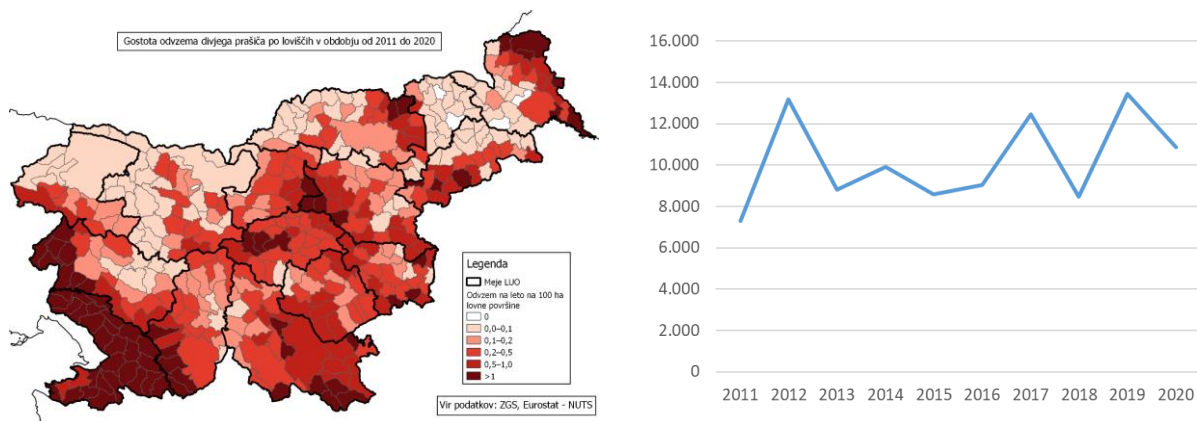 Gostota odvzema divjega prašiča po loviščih v obdobju od 2011 do 2020
Legenda
Meje LUO
Odvzem na leto na 100 ha
lovne površine
0
0,0–0,1
0,1–0,2
0,2–0,5
0,5–1,0
>1
Vir podatkov: ZGS, Eurostat - NUTS
16.000
14.000
12.000
10.000
8.000
6.000
4.000
2.000
0
2011 2012 2013 2014 2015 2016 2017 2018 2019 2020